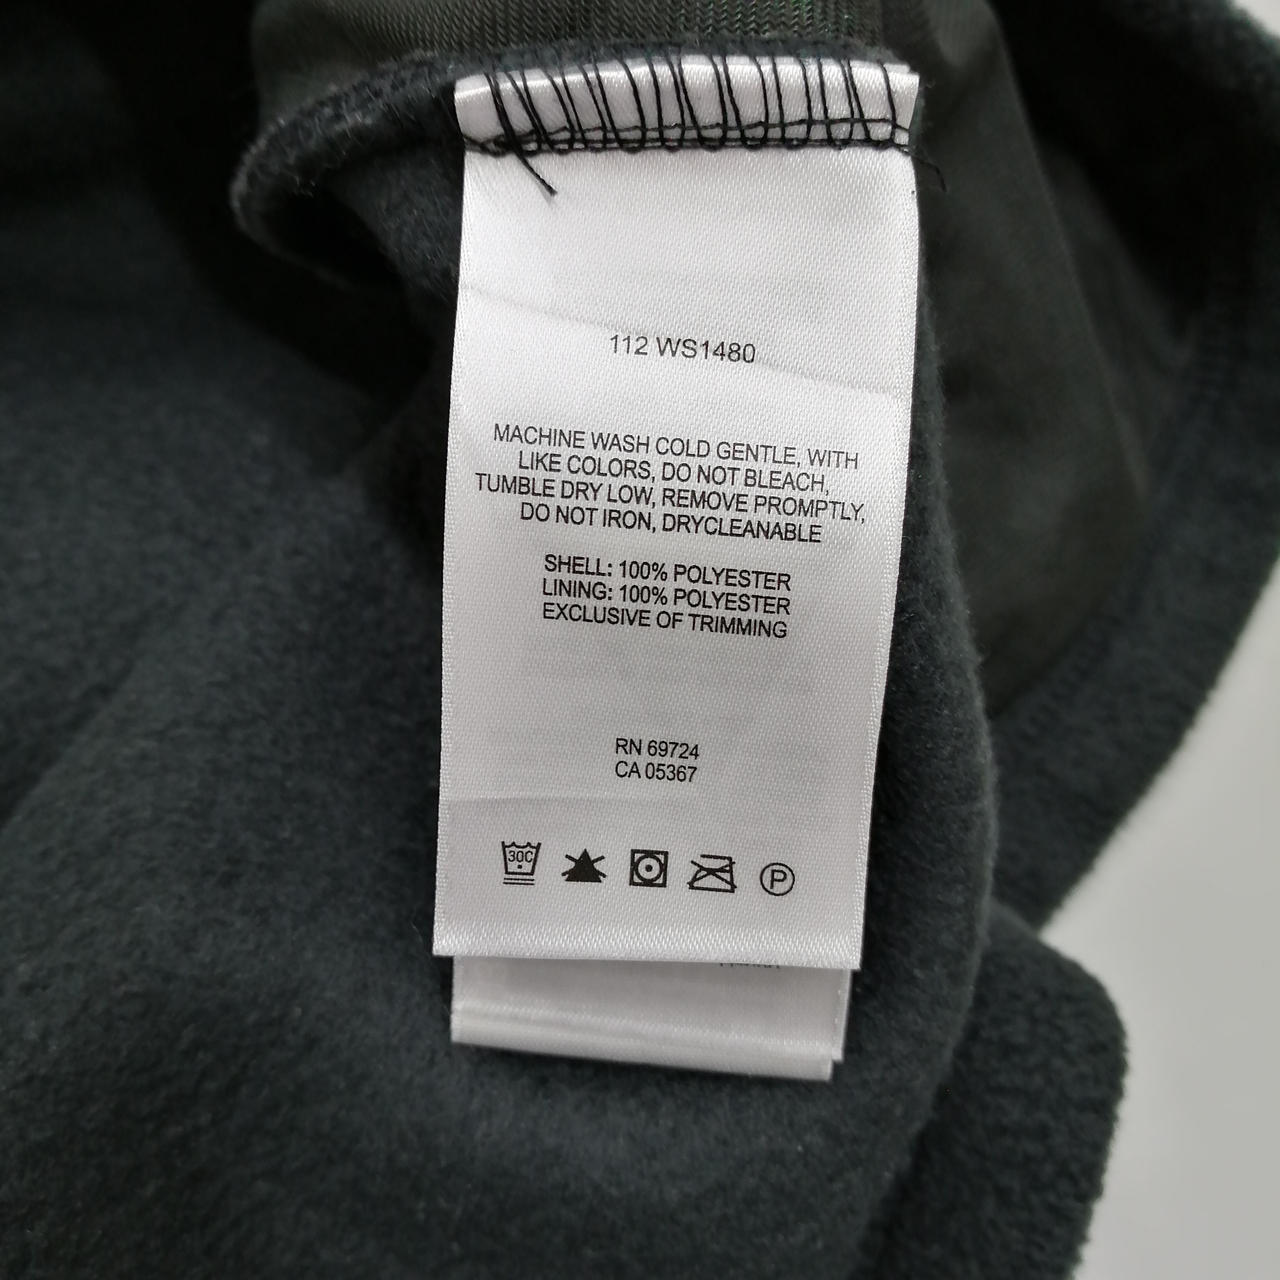 112 WS1480
MACHINE WASH COLD GENTLE, WITH
LIKE COLORS, DO NOT BLEACH,
TUMBLE DRY LOW, REMOVE PROMPTLY,
DO NOT IRON, DRYCLEANABLE
SHELL: 100% POLYESTER
LINING: 100% POLYESTER
EXCLUSIVE OF TRIMMING
RN 69724
CA 05367
30C
P